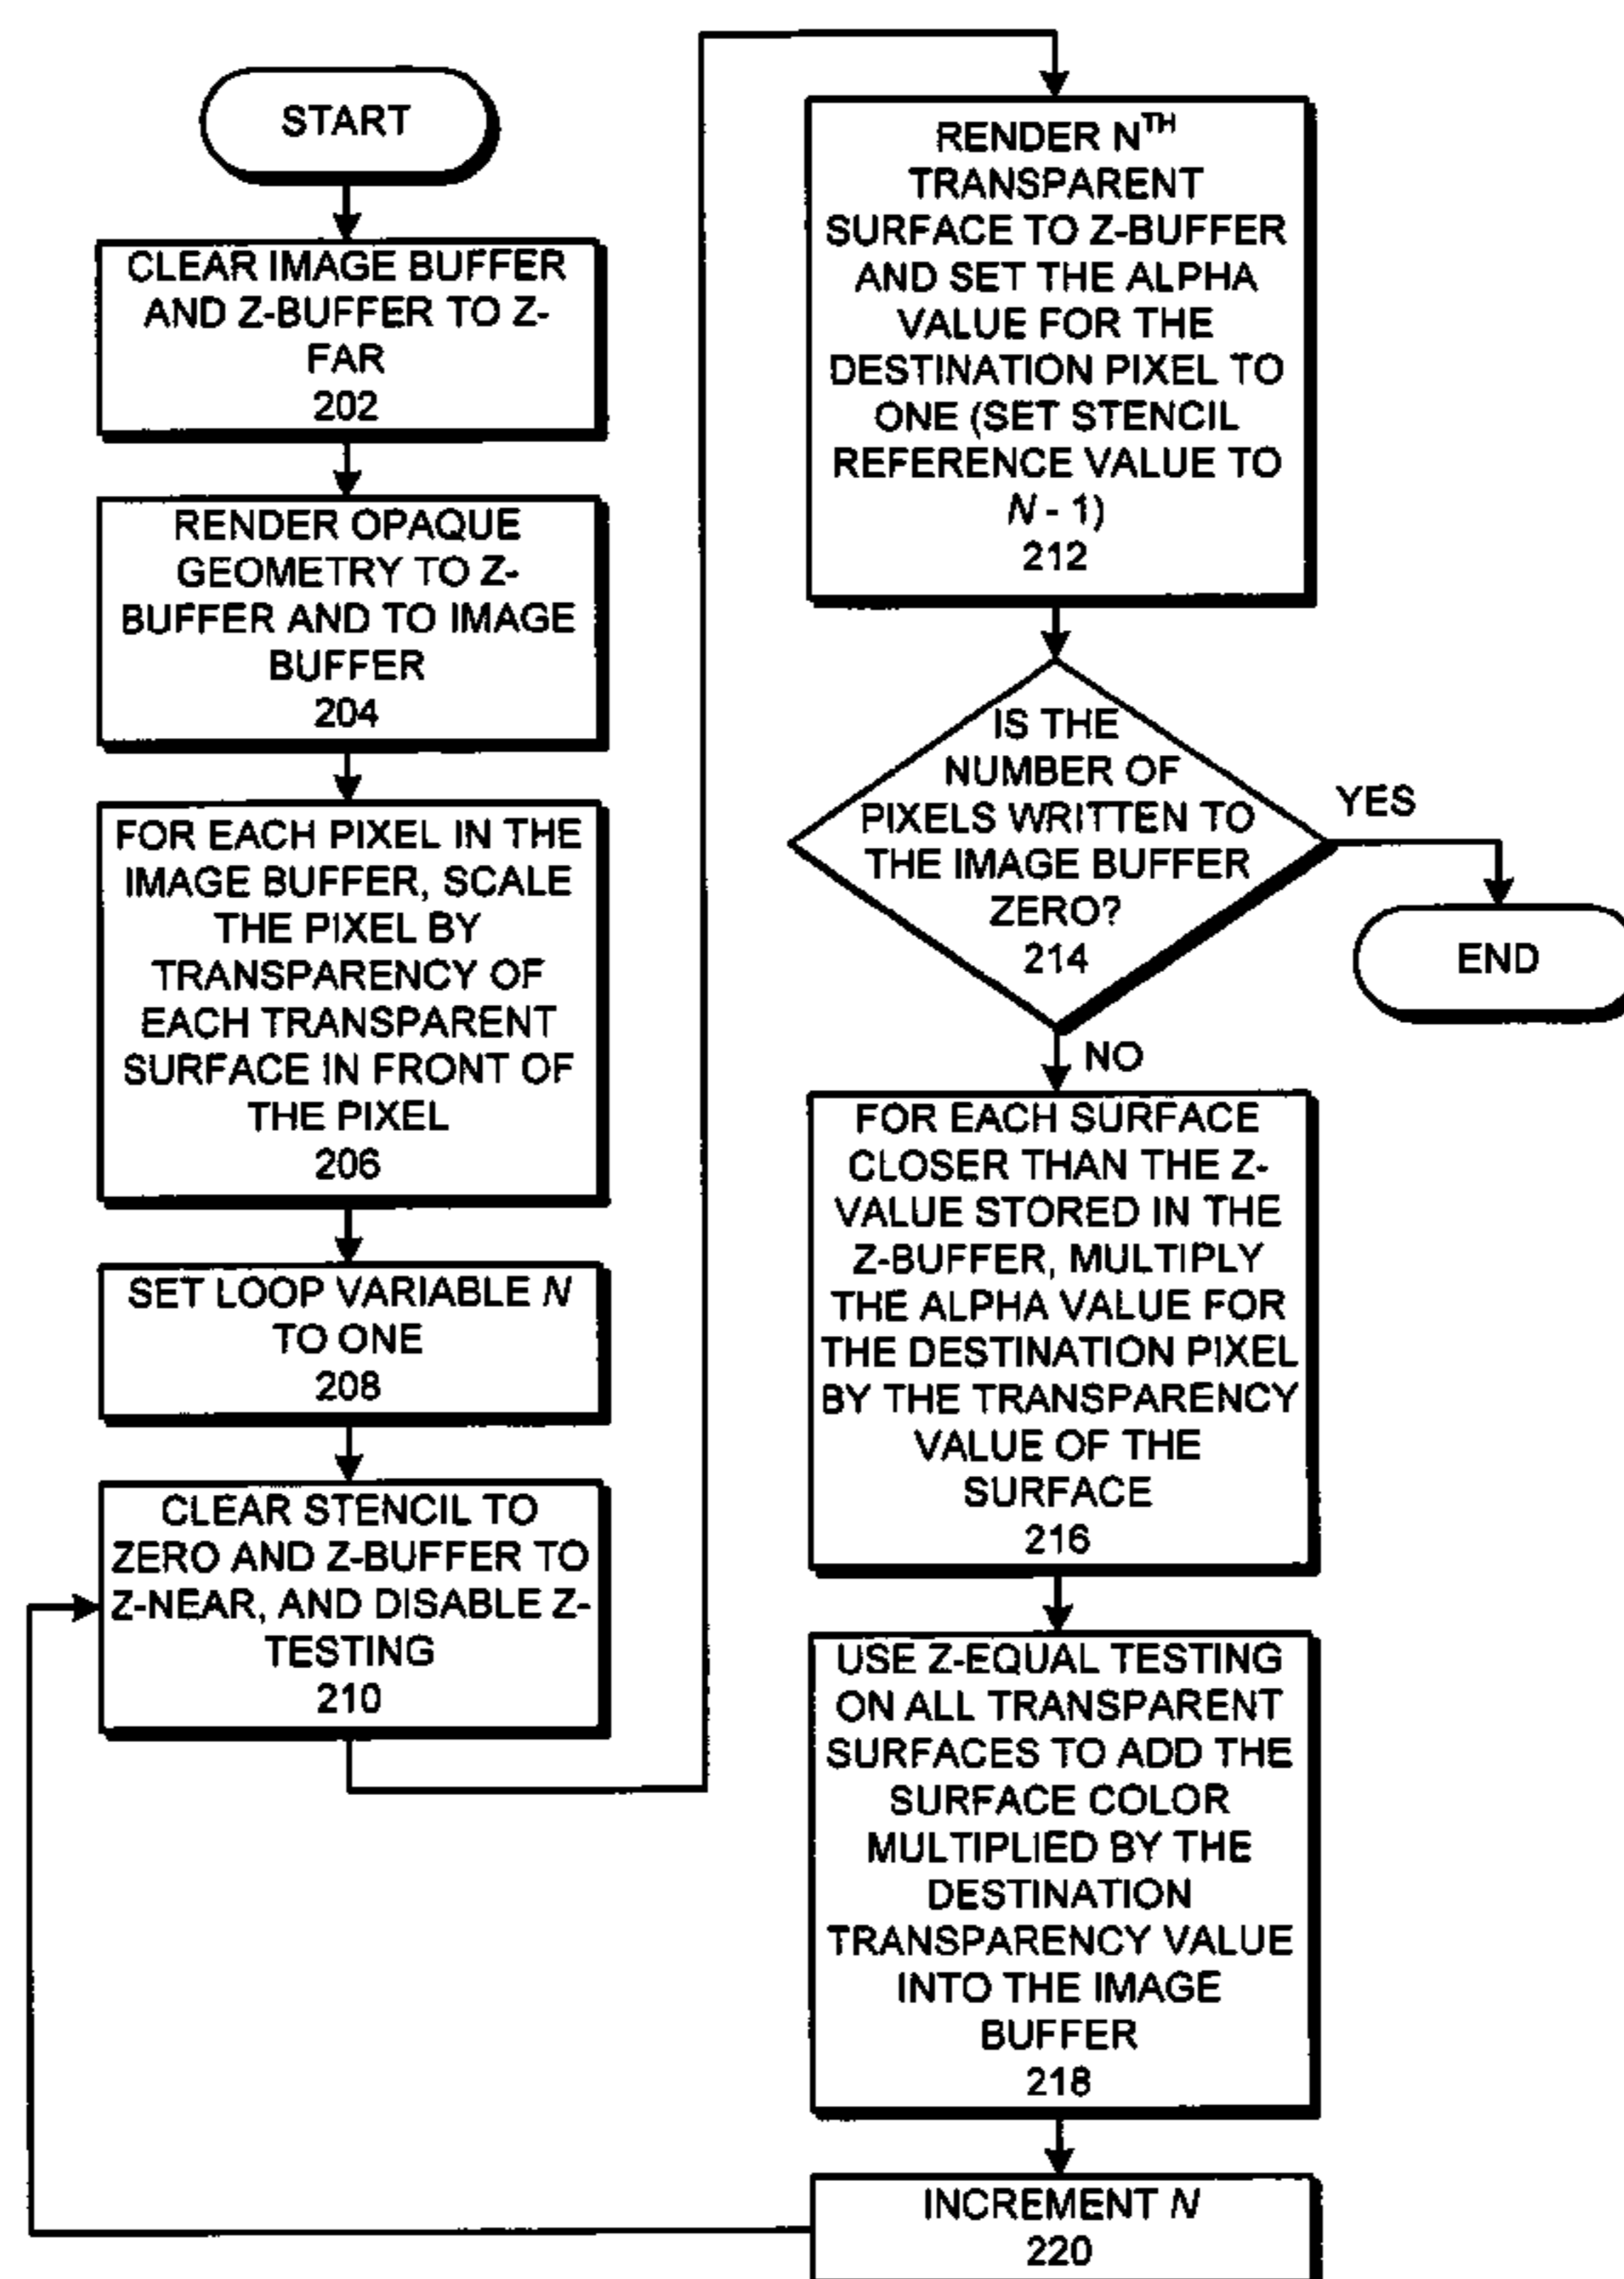 START
CLEAR IMAGE BUFFER
AND Z-BUFFER TO Z-
FAR
202
RENDER OPAQUE
GEOMETRY TO Z-
BUFFER AND TO IMAGE
BUFFER
204
FOR EACH PIXEL IN THE
IMAGE BUFFER, SCALE
THE PIXEL BY
TRANSPARENCY OF
EACH TRANSPARENT
SURFACE IN FRONT OF
THE PIXEL
206
SET LOOP VARIABLE N
TO ONE
208
CLEAR STENCIL TO
ZERO AND Z-BUFFER TO
Z-NEAR, AND DISABLE Z-
TESTING
210
RENDER NTH
TRANSPARENT
SURFACE TO Z-BUFFER
AND SET THE ALPHA
VALUE FOR THE
DESTINATION PIXEL TO
ONE (SET STENCIL
REFERENCE VALUE TO
N - 1)
212
IS THE
NUMBER OF
PIXELS WRITTEN TO
THE IMAGE BUFFER
ZERO?
214
YES
END
NO
FOR EACH SURFACE
CLOSER THAN THE Z-
VALUE STORED IN THE
Z-BUFFER, MULTIPLY
THE ALPHA VALUE FOR
THE DESTINATION PIXEL
BY THE TRANSPARENCY
VALUE OF THE
SURFACE
216
USE Z-EQUAL TESTING
ON ALL TRANSPARENT
SURFACES TO ADD THE
SURFACE COLOR
MULTIPLIED BY THE
DESTINATION
TRANSPARENCY VALUE
INTO THE IMAGE
BUFFER
218
INCREMENT N
220